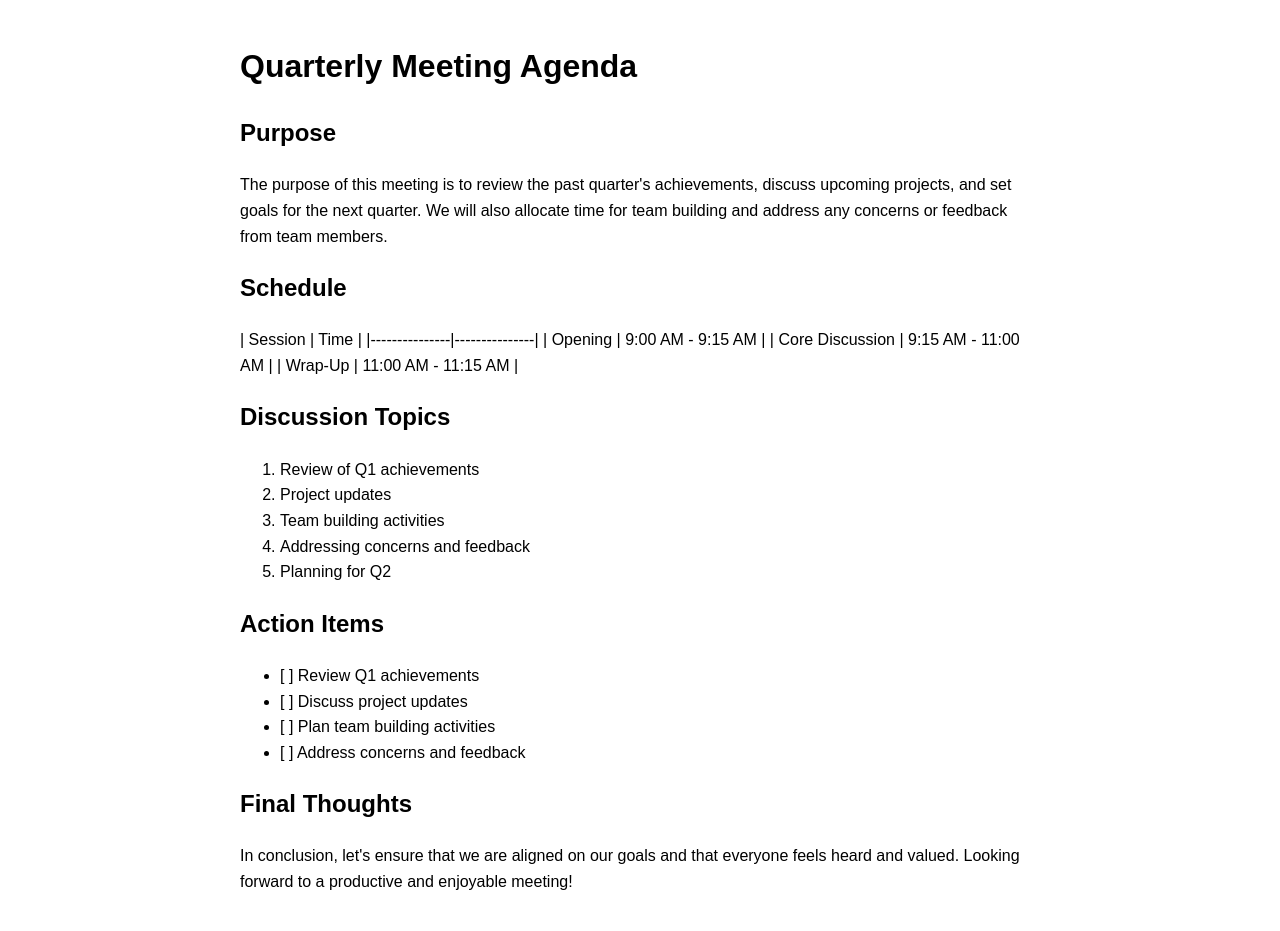 Quarterly Meeting Agenda
Purpose
The purpose of this meeting is to review the past quarter's achievements, discuss upcoming projects, and set
goals for the next quarter. We will also allocate time for team building and address any concerns or feedback
from team members.
Schedule
| Session | Time | |---------------|---------------| | Opening | 9:00 AM - 9:15 AM | | Core Discussion | 9:15 AM - 11:00
AM | | Wrap-Up | 11:00 AM - 11:15 AM |
Discussion Topics
1. Review of Q1 achievements
2. Project updates
3. Team building activities
4. Addressing concerns and feedback
5. Planning for Q2
Action Items
• [ ] Review Q1 achievements
• [ ] Discuss project updates
• [ ] Plan team building activities
• [ ] Address concerns and feedback
Final Thoughts
In conclusion, let's ensure that we are aligned on our goals and that everyone feels heard and valued. Looking
forward to a productive and enjoyable meeting!